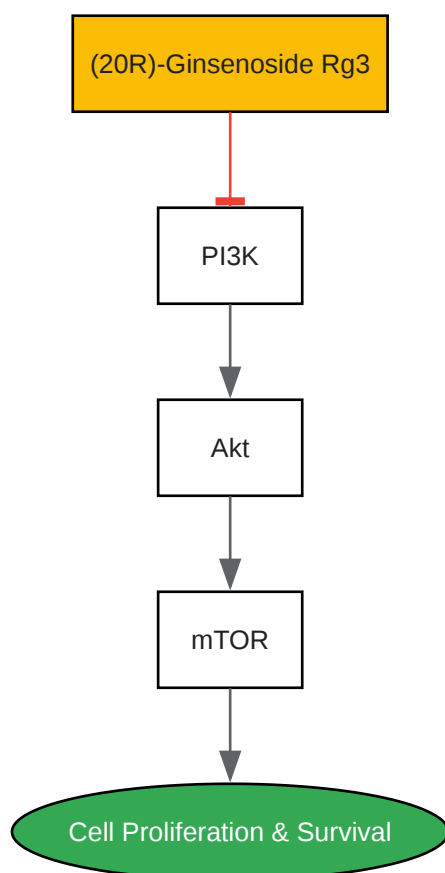 (20R)-Ginsenoside Rg3
PI3K
Akt
mTOR
Cell Proliferation & Survival